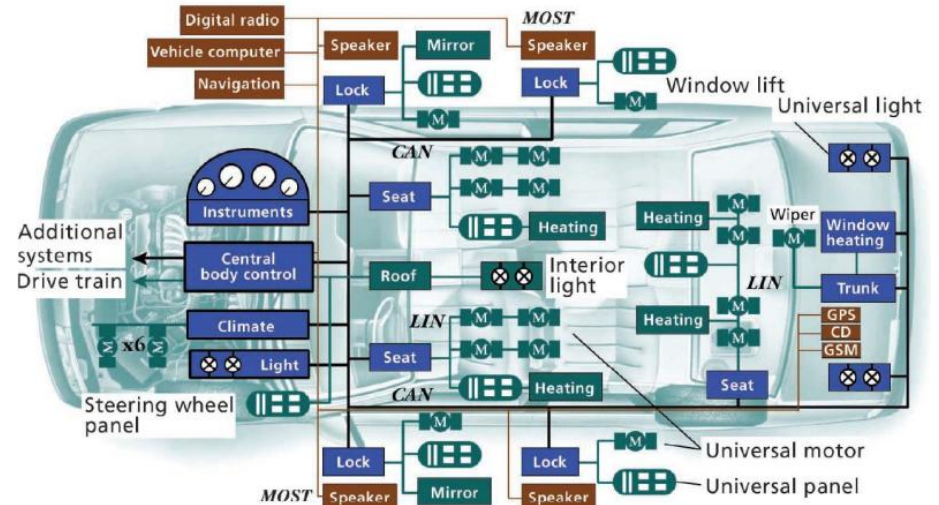 Digital radio
Vehicle computer
Navigation
Speaker
Mirror
Lock
M
MOST
Speaker
Lock
M
Window lift
Universal light
CAN
Instruments
Seat
M M
M M
Heating
Heating
M
M
Wiper
M
Window
heating
Additional
systems
Drive train
Central
body control
Roof
Interior
light
LIN
Trunk
Climate
M x6 M
Light
LIN
Seat
M M
M M
Heating
CAN
Heating
M
M
Seat
GPS
CD
GSM
Steering wheel
panel
Lock
M
Mirror
MOST
Speaker
Lock
M
Speaker
Universal motor
Universal panel